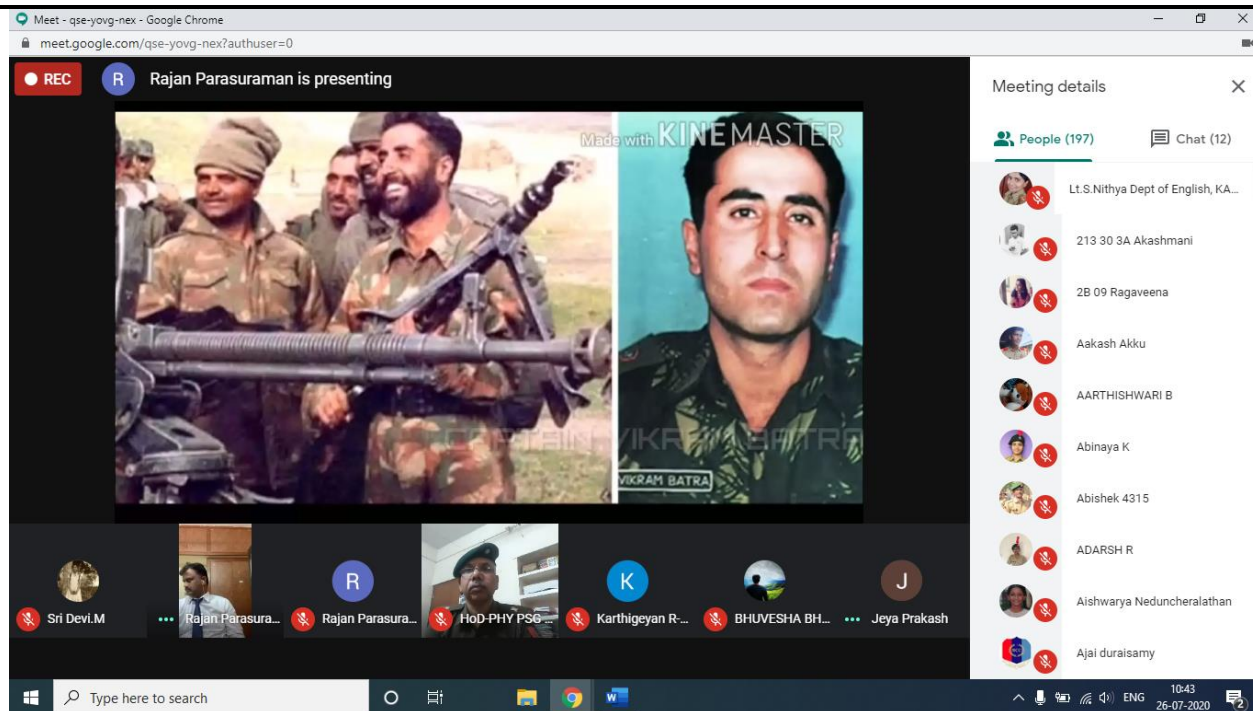 Meet - qse-yovg-nex - Google Chrome
meet.google.com/qse-yovg-nex?authuser=0
REC
R
Rajan Parasuraman is presenting
Made with KINEMASTER
CAPTAIN VIKRAM BATRA
VIKRAM BATRA
Meeting details
People (197)
Chat (12)
Lt.S.Nithya Dept of English, KA...
213 30 3A Akashmani
2B 09 Ragaveena
Aakash Akku
AARTHISHWARI B
Abinaya K
Abishek 4315
ADARSH R
Aishwarya Neduncheralathan
Ajai duraisamy
Sri Devi.M
Rajan Parasura...
R
Rajan Parasura...
HoD-PHY PSG ...
K
Karthigeyan R-...
BHUVESHA BH...
J
Jeya Prakash
Type here to search
W
ENG
10:43
26-07-2020
2